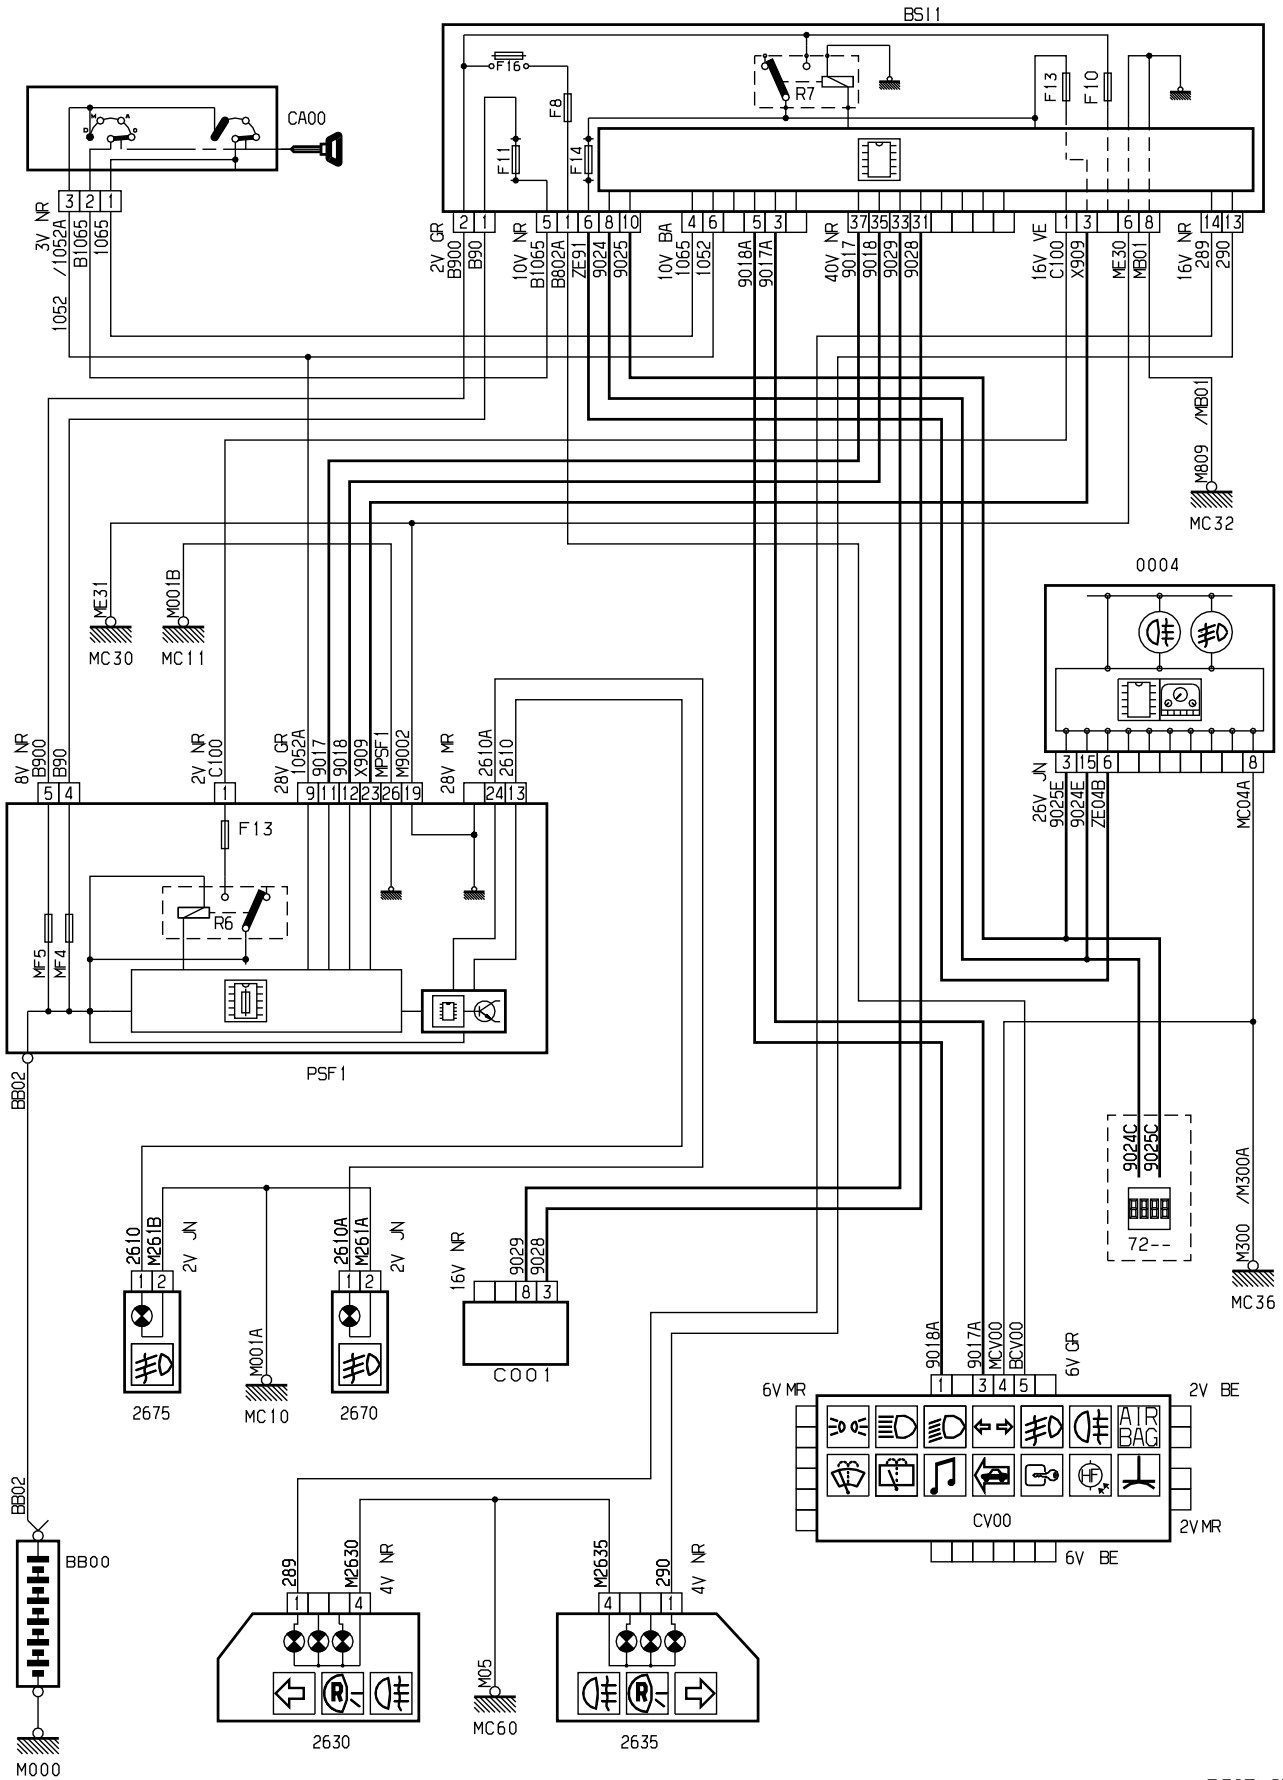 BSI1
F16
F8
F11
F14
R7
F13
F10
CA00
M
A
D
3 2 1
3V NR
/1052A
B1065
1065
1052
2 1 5 1 6 8 10 4 6 5 3 37 35 33 31 1 3 6 8 14 13
2V GR
B900
B90
10V NR
B1065
B802A
ZE91
9024
9025
10V BA
1065
1052
9018A
9017A
40V NR
9017
9018
9029
9028
16V VE
C100
X909
ME30
MB01
16V NR
289
290
M809 /MB01
MC32
ME31
MC30
M001B
MC11
0004
3 15 6 8
26V JN
9025E
9024E
ZE04B
MC04A
8V NR
B900
B90
2V NR
C100
28V GR
1052A
9017
9018
X909
MPSF1
M9002
28V MR
2610A
2610
5 4 1 9 11 12 23 26 19 24 13
F13
R6
MF5
MF4
PSF1
BB02
9024C
9025C
72--
M300 /M300A
MC36
2610
M261B
2V JN
1 2
2675
M001A
MC10
2610A
M261A
2V JN
1 2
2670
16V NR
9029
9028
8 3
C001
9018A
9017A
MCV00
BCV00
6V GR
1 3 4 5
6V MR
2V BE
AIR
BAG
HF
CV00
2V MR
6V BE
BB02
BB00
M000
289
M2630
4V NR
1 4
R
2630
M05
MC60
M2635
290
4V NR
4 1
R
2635